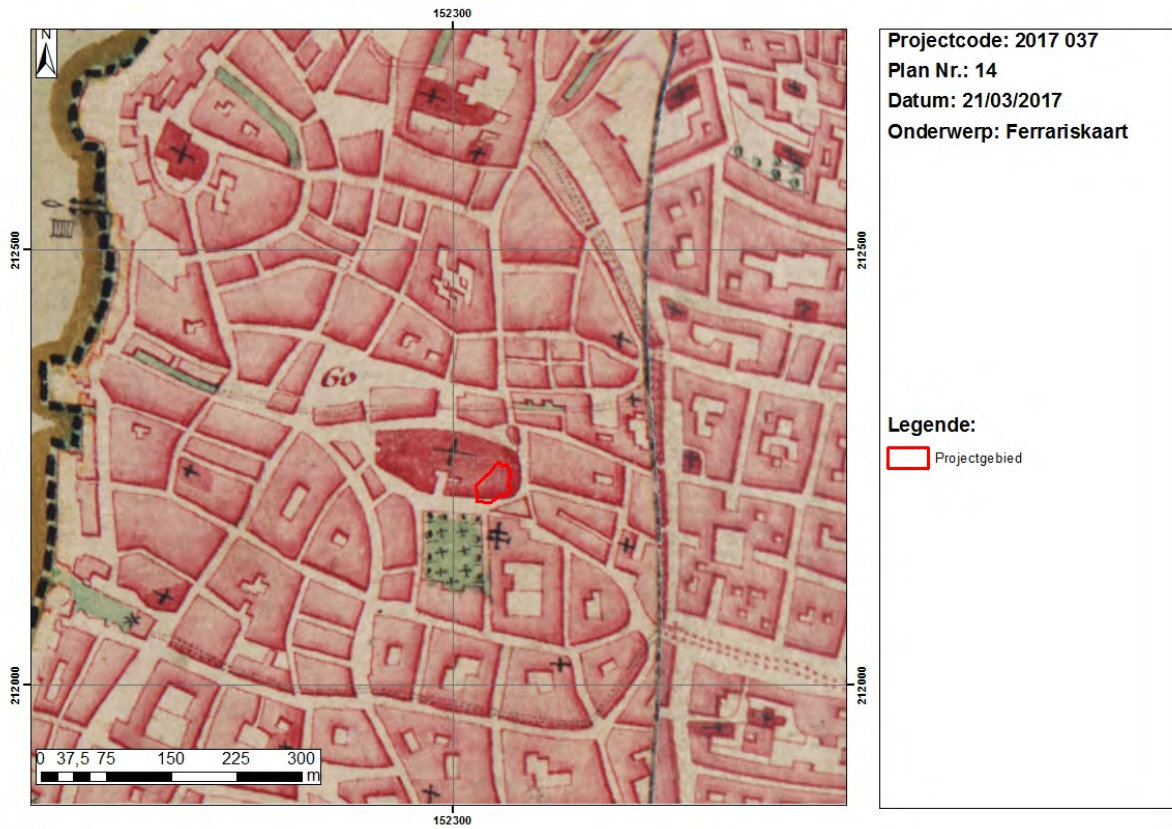 152300
N
Projectcode: 2017 037
Plan Nr.: 14
Datum: 21/03/2017
Onderwerp: Ferrariskaart
212500
212500
Legende:
Projectgebied
212000
212000
0 37,5 75 150 225 300
m
152300